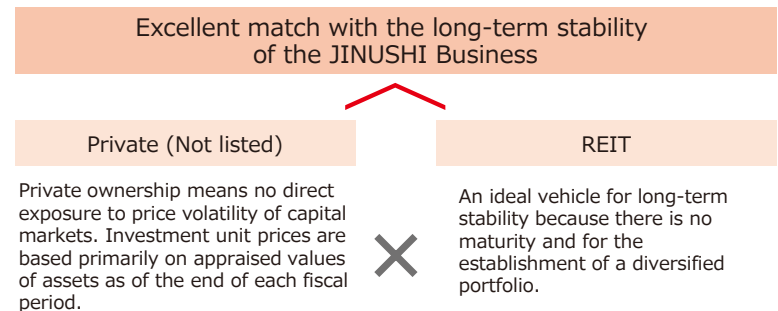 Excellent match with the long-term stability
of the JINUSHI Business
Private (Not listed)
Private ownership means no direct
exposure to price volatility of capital
markets. Investment unit prices are
based primarily on appraised values
of assets as of the end of each fiscal
period.
REIT
An ideal vehicle for long-term
stability because there is no
maturity and for the
establishment of a diversified
portfolio.